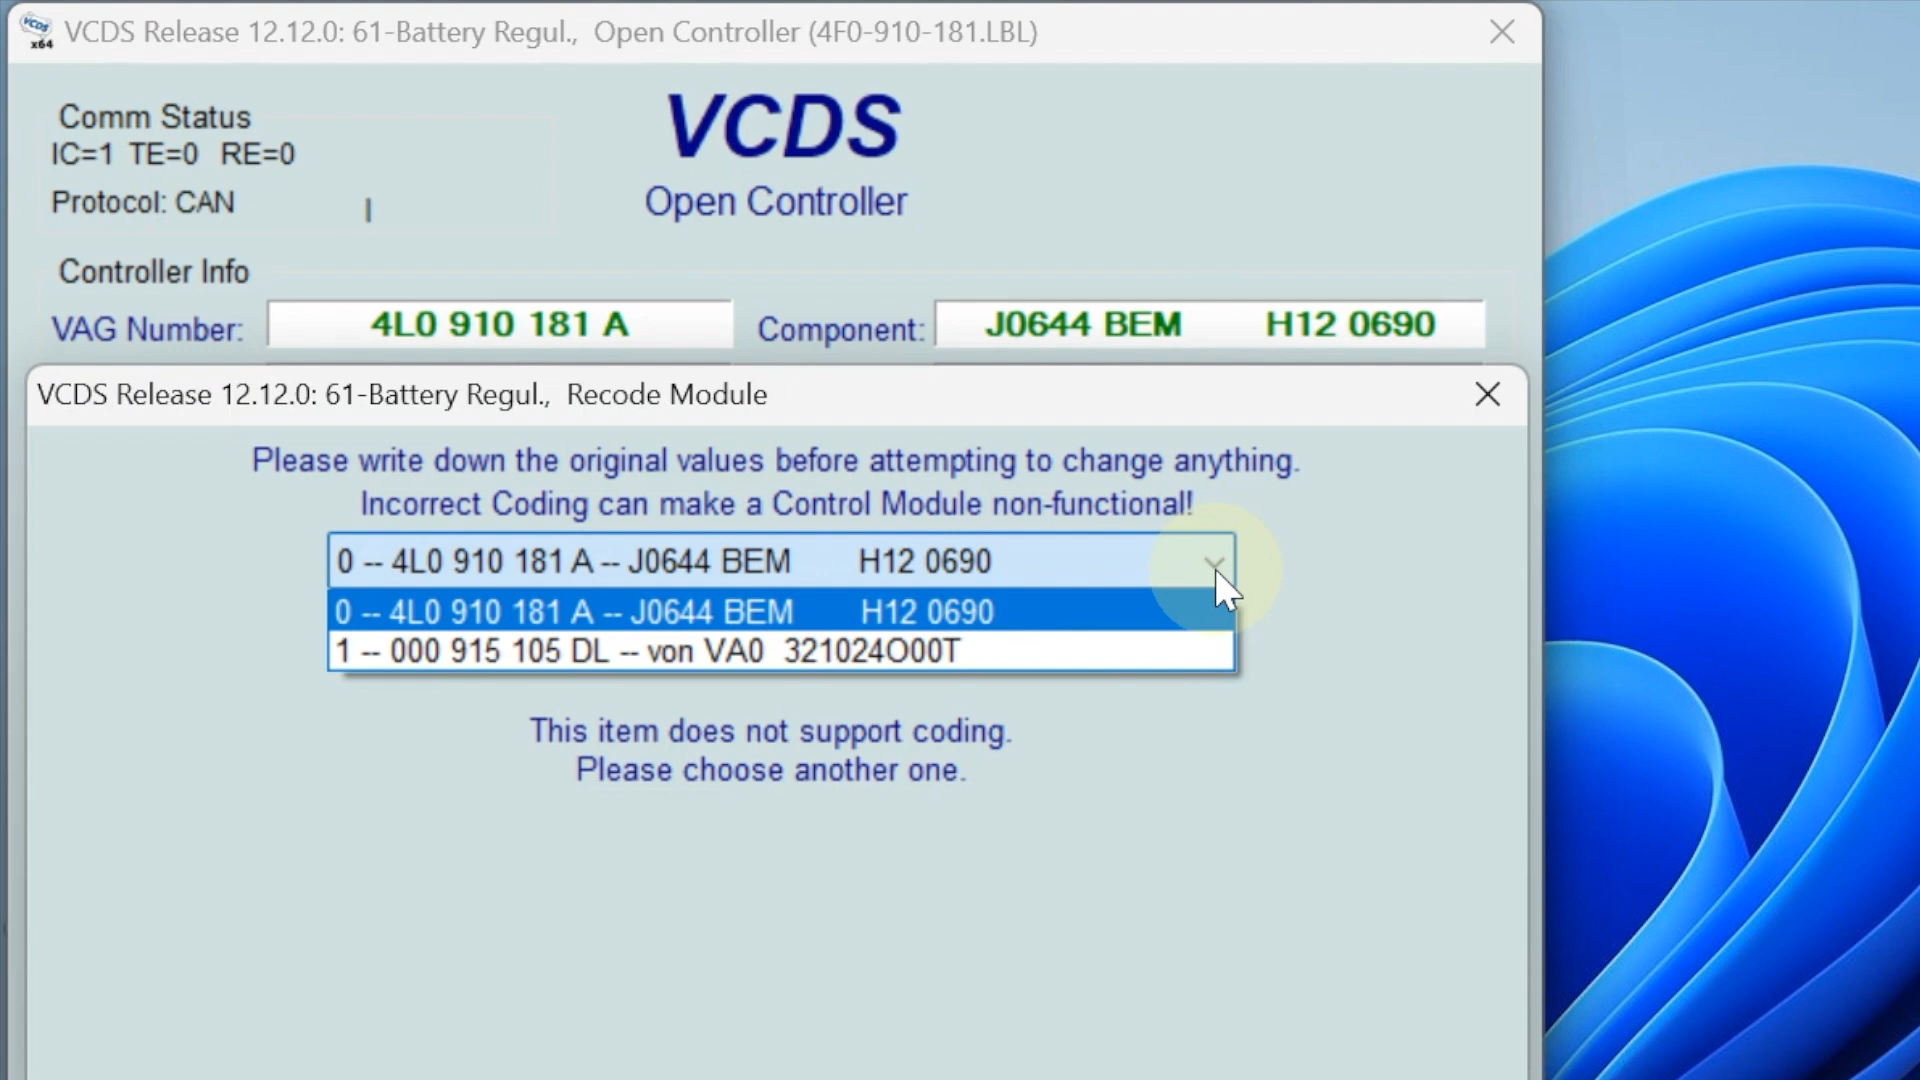 VCDS
x64
VCDS Release 12.12.0: 61-Battery Regul.,  Open Controller (4F0-910-181.LBL)
Comm Status
IC=1  TE=0   RE=0
Protocol: CAN
|
VCDS
Open Controller
Controller Info
VAG Number:
4L0 910 181 A
Component:
J0644 BEM        H12 0690
VCDS Release 12.12.0: 61-Battery Regul.,  Recode Module
Please write down the original values before attempting to change anything.
Incorrect Coding can make a Control Module non-functional!
0 -- 4L0 910 181 A -- J0644 BEM        H12 0690
0 -- 4L0 910 181 A -- J0644 BEM        H12 0690
1 -- 000 915 105 DL -- von VA0  321024O00T
This item does not support coding.
Please choose another one.